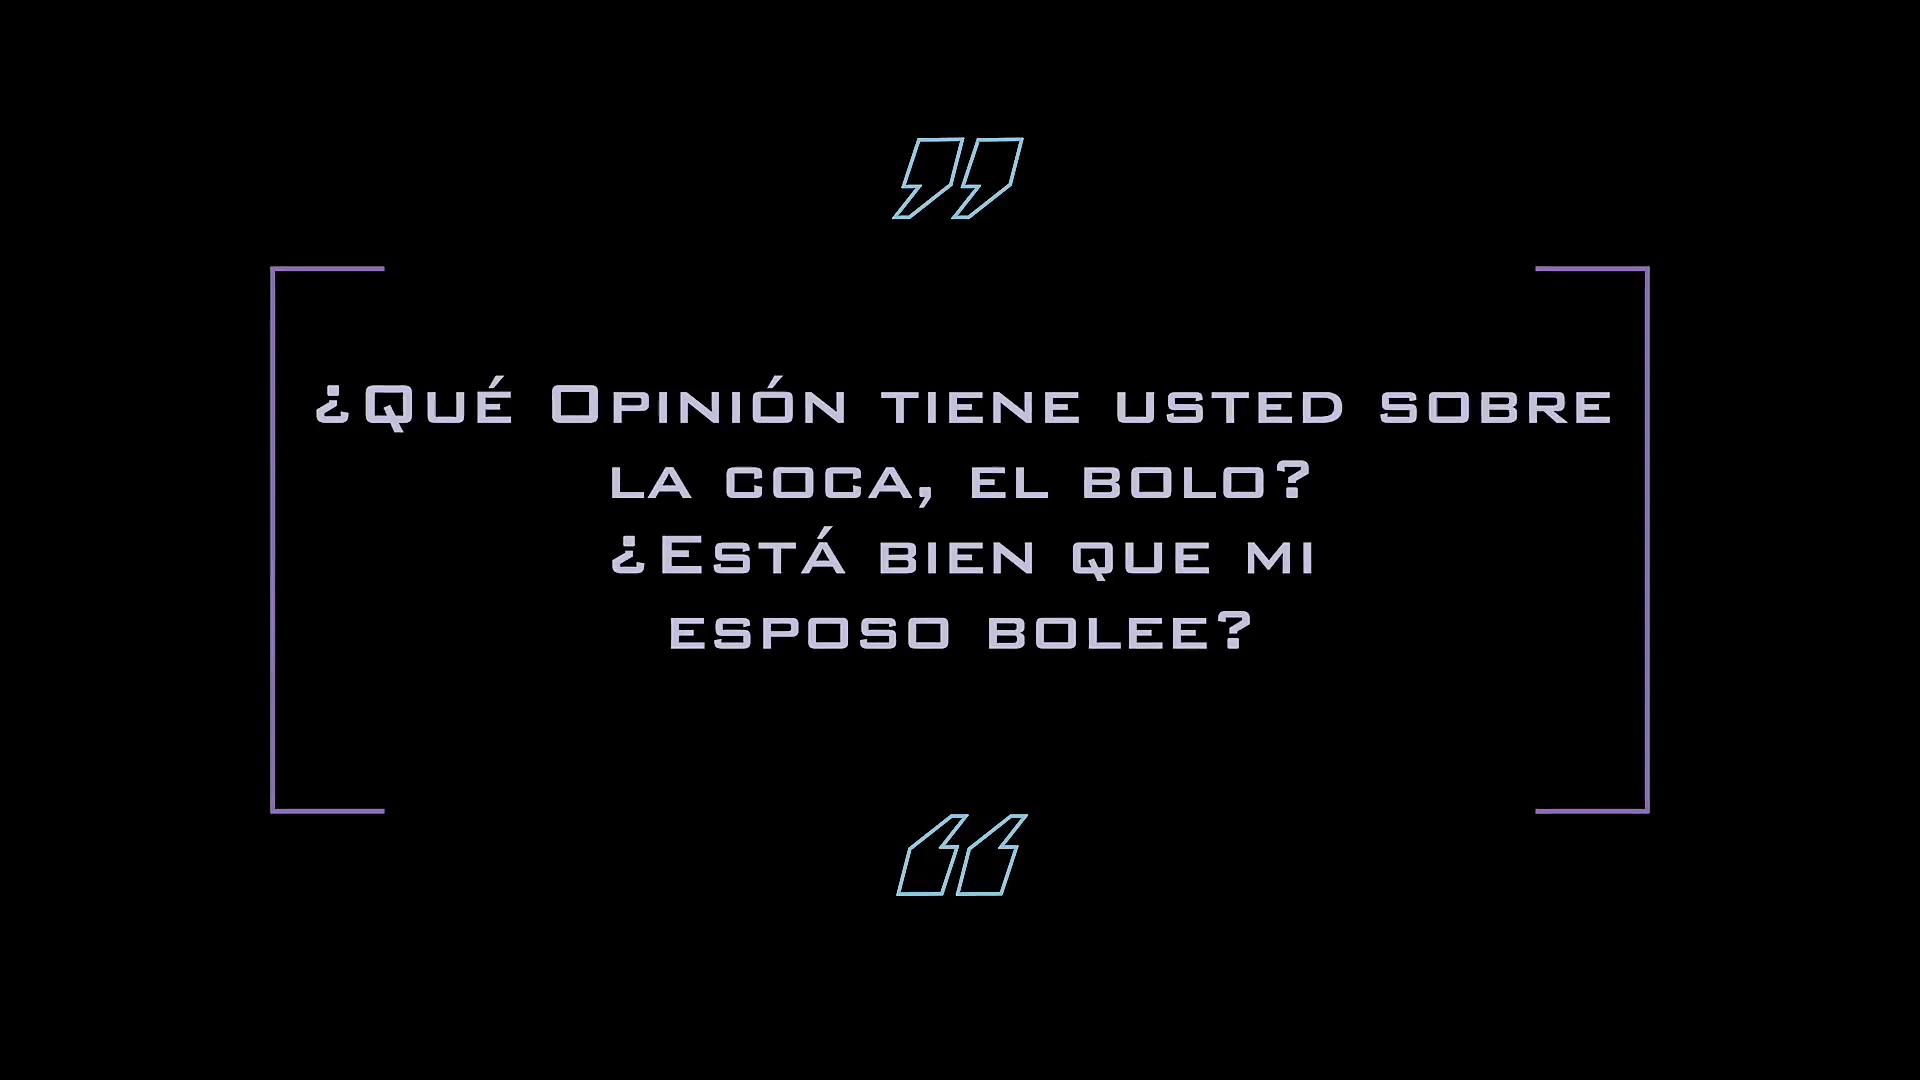 ¿Qué Opinión tiene usted sobre
la coca, el bolo?
¿Está bien que mi
esposo bolee?